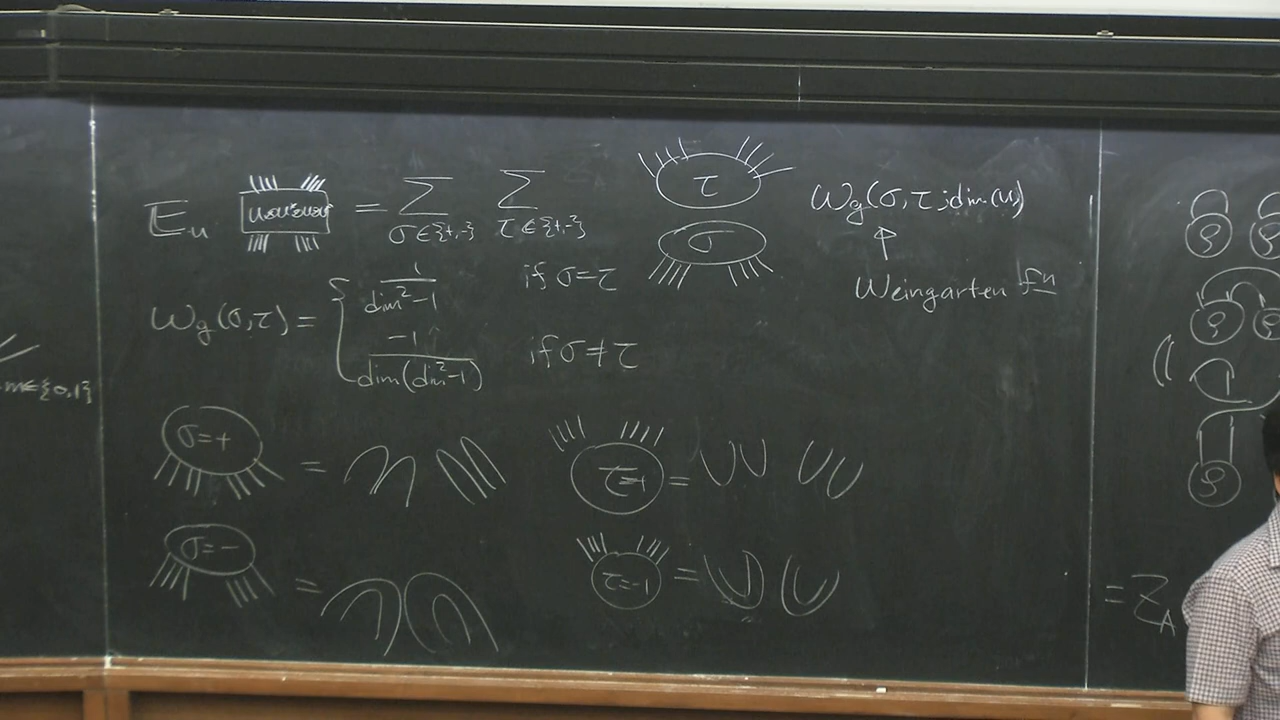 m∈{0,1}
E_u = Σ_{σ∈{+,-}} Σ_{τ∈{+,-}} τ σ Wg(σ,τ;dim(u))
Weingarten fn
Wg(σ,τ) = { 1/(dim²-1) if σ=τ
-1/(dim(dim²-1)) if σ≠τ
σ=+ =
σ=- =
τ=-1 =
= Z_A